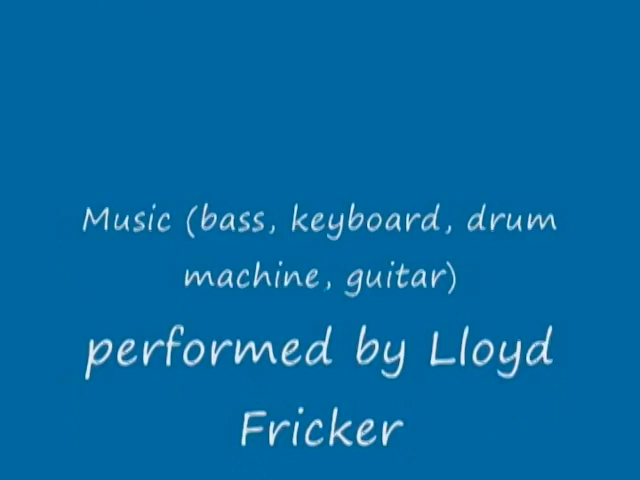 Music (bass, keyboard, drum
machine, guitar)
performed by Lloyd
Fricker